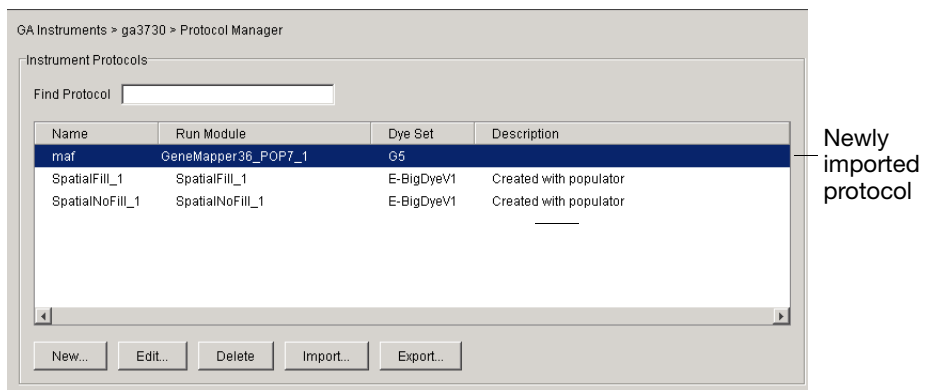 GA Instruments > ga3730 > Protocol Manager
Instrument Protocols
Find Protocol
Name Run Module Dye Set Description
maf GeneMapper36_POP7_1 G5
SpatialFill_1 SpatialFill_1 E-BigDyeV1 Created with populator
SpatialNoFill_1 SpatialNoFill_1 E-BigDyeV1 Created with populator
Newly
imported
protocol
New... Edit... Delete Import... Export...